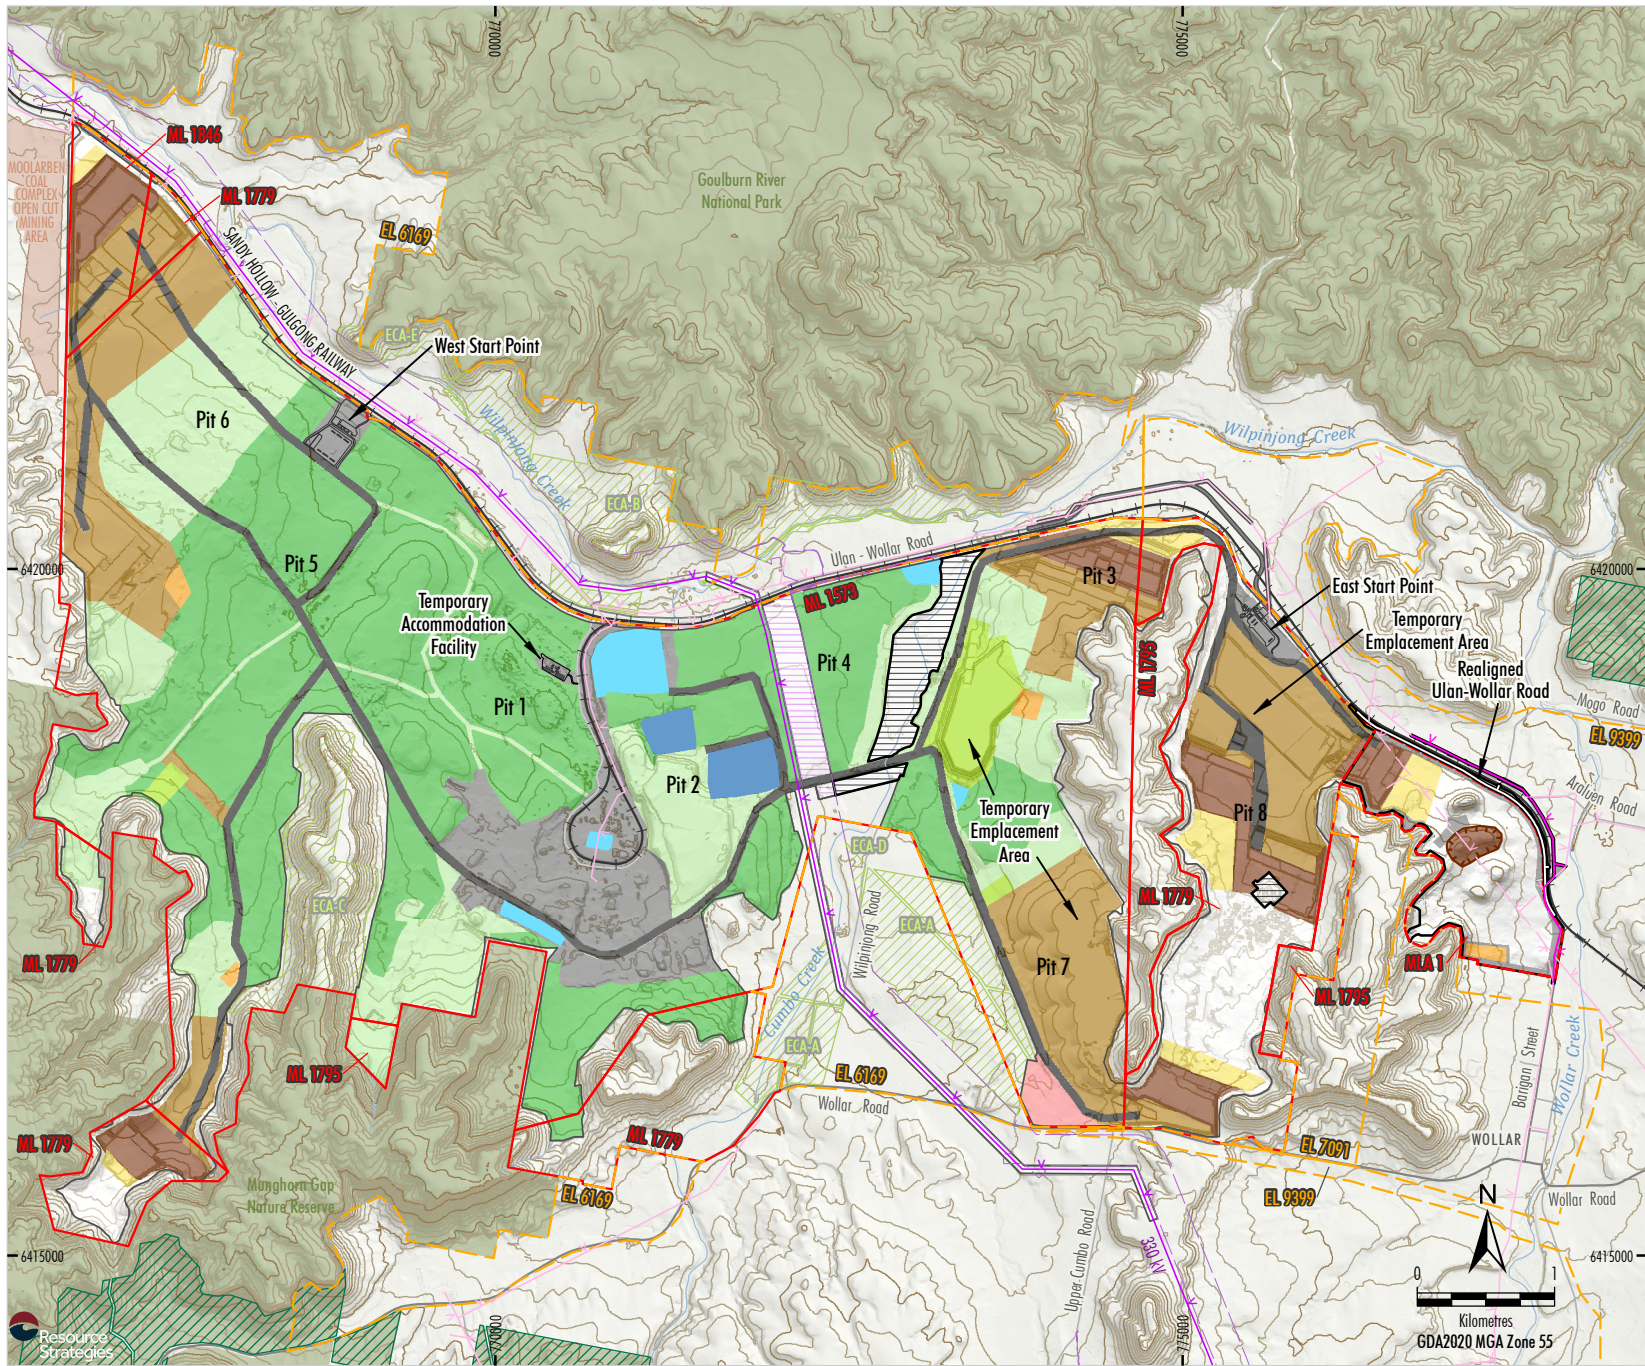 770000
775000
ML 1846
MOOLARBEN
COAL
COMPLEX
OPEN CUT
MINING
AREA
ML 1779
Goulburn River
National Park
EL 6169
SANDY HOLLOW - GULGONG RAILWAY
ECA-E
West Start Point
Pit 6
Wilpinjong Creek
Wilpinjong Creek
ECA-B
Ulan - Wollar Road
6420000
Pit 5
Pit 3
6420000
East Start Point
ML 1573
Temporary
Accommodation
Facility
Temporary
Emplacement Area
Pit 4
ML 1795
Realigned
Ulan-Wollar Road
Pit 1
Mogo Road
EL 9399
Pit 2
Araluen Road
Temporary
Emplacement
Area
Pit 8
ECA-D
ECA-C
ML 1779
ECA-A
Wilpinjong Road
ML 1779
Pit 7
MLA 1
Cumbo Creek
ML 1795
ECA-A
ML 1795
EL 6169
Barigan Street
Wollar Creek
Wollar Road
ML 1779
ML 1779
WOLLAR
EL 7091
Munghorn Gap
Nature Reserve
EL 6169
EL 9399
N
Wollar Road
Upper Cumbo Road
330 kV
6415000
6415000
0 1
Kilometres
GDA2020 MGA Zone 55
Resource
Strategies
770000
775000